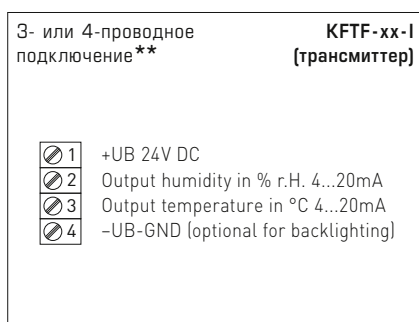 3- или 4-проводное подключение** KFTF-xx-I (трансмиттер)
1 +UB 24V DC
2 Output humidity in % r.H. 4...20mA
3 Output temperature in °C 4...20mA
4 –UB-GND (optional for backlighting)